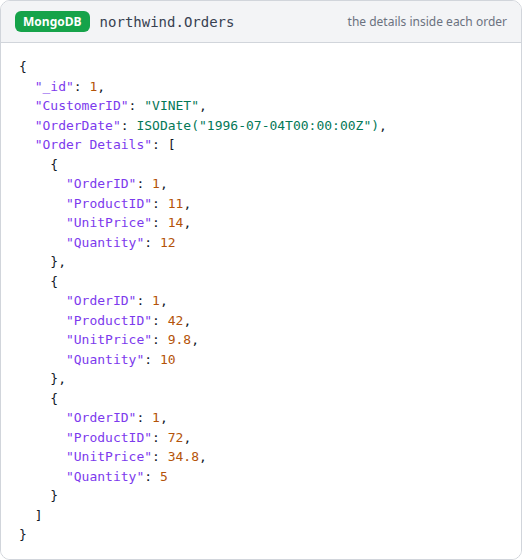 MongoDB northwind.Orders the details inside each order
{
  "_id": 1,
  "CustomerID": "VINET",
  "OrderDate": ISODate("1996-07-04T00:00:00Z"),
  "Order Details": [
    {
      "OrderID": 1,
      "ProductID": 11,
      "UnitPrice": 14,
      "Quantity": 12
    },
    {
      "OrderID": 1,
      "ProductID": 42,
      "UnitPrice": 9.8,
      "Quantity": 10
    },
    {
      "OrderID": 1,
      "ProductID": 72,
      "UnitPrice": 34.8,
      "Quantity": 5
    }
  ]
}